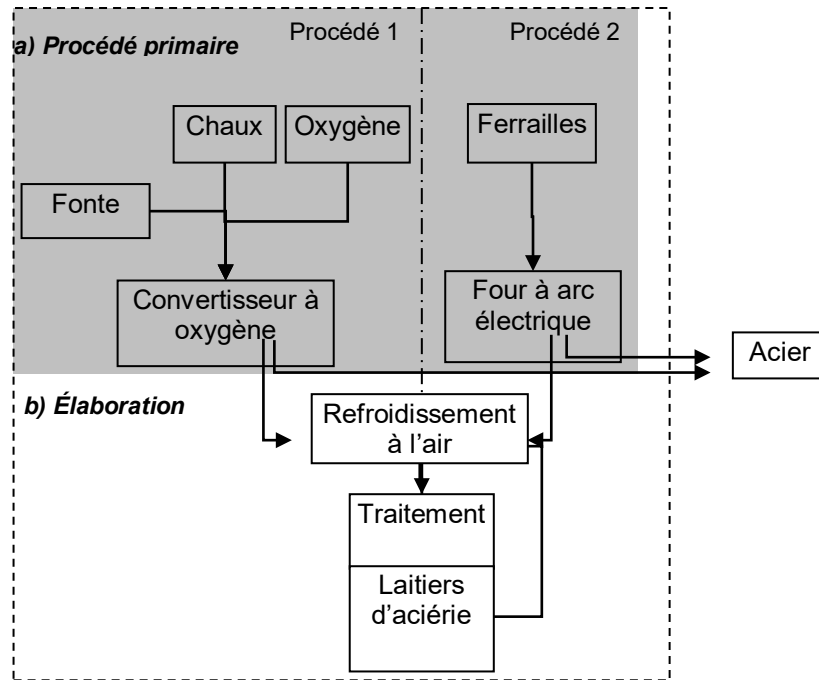 Procédé 1
Procédé 2
a) Procédé primaire
Chaux
Oxygène
Ferrailles
Fonte
Convertisseur à
oxygène
Four à arc
électrique
Acier
b) Élaboration
Refroidissement
à l’air
Traitement
Laitiers
d’aciérie